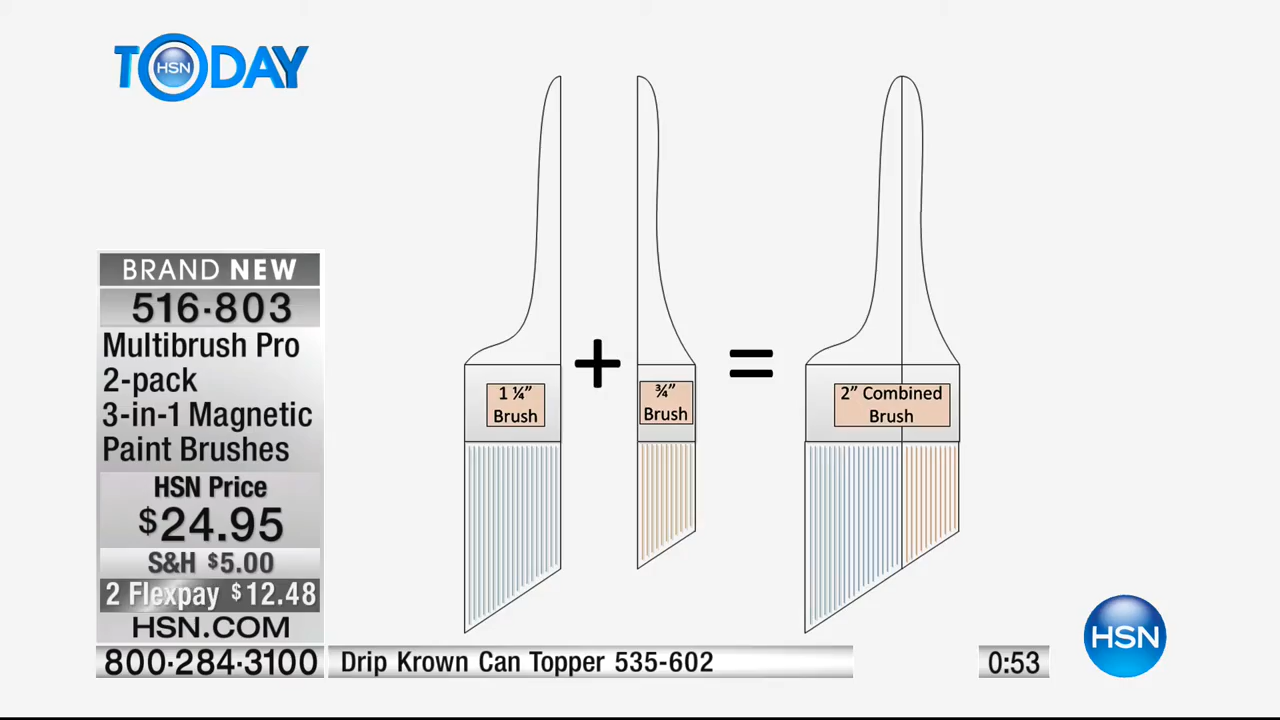 TODAY
HSN
BRAND NEW
516-803
Multibrush Pro
2-pack
3-in-1 Magnetic
Paint Brushes
HSN Price
$24.95
S&H $5.00
2 Flexpay $12.48
HSN.COM
800-284-3100
Drip Krown Can Topper 535-602
0:53
HSN
1 ¼”
Brush
+
¾”
Brush
=
2” Combined
Brush